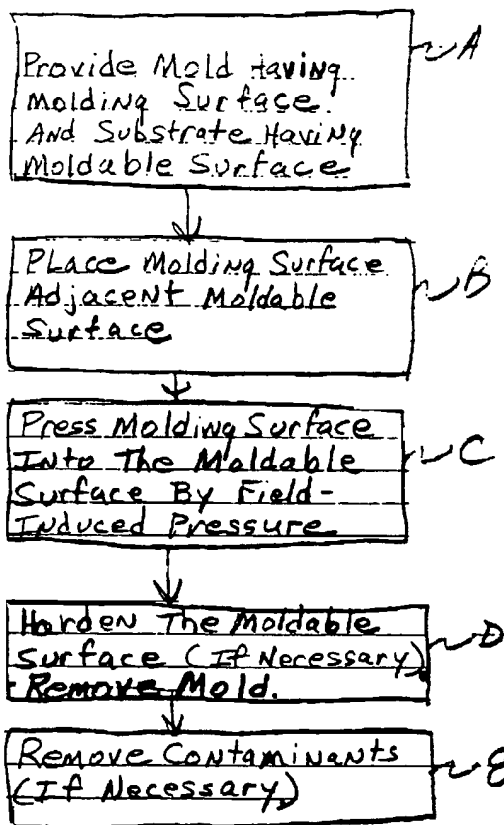 Provide Mold Having
Molding Surface.
And Substrate Having
Moldable Surface
A
Place Molding Surface
Adjacent Moldable
Surface
B
Press Molding Surface
Into The Moldable
Surface By Field-
Induced Pressure
C
Harden The Moldable
Surface (If Necessary),
Remove Mold.
D
Remove Contaminants
(If Necessary)
E